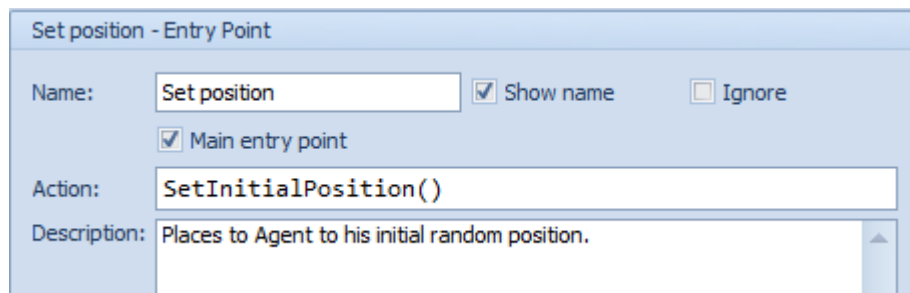 Set position - Entry Point
Name: Set position Show name Ignore
Main entry point
Action: SetInitialPosition()
Description: Places to Agent to his initial random position.